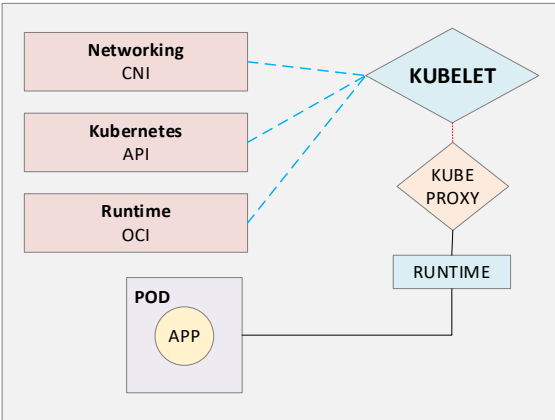 Networking
CNI
KUBELET
Kubernetes
API
Runtime
OCI
KUBE
PROXY
RUNTIME
POD
APP